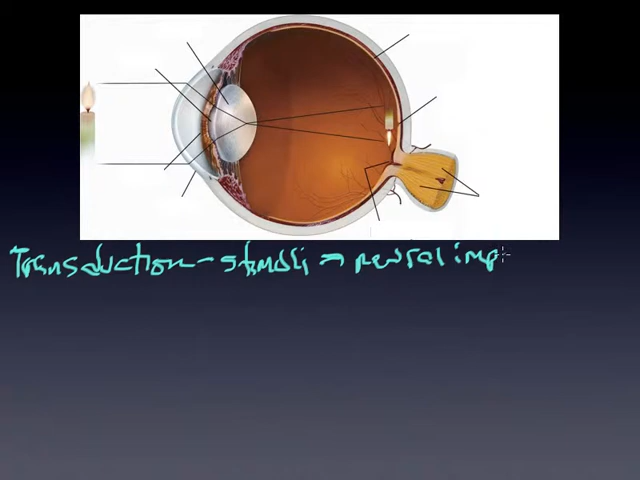 Transduction - stimuli = neural imp